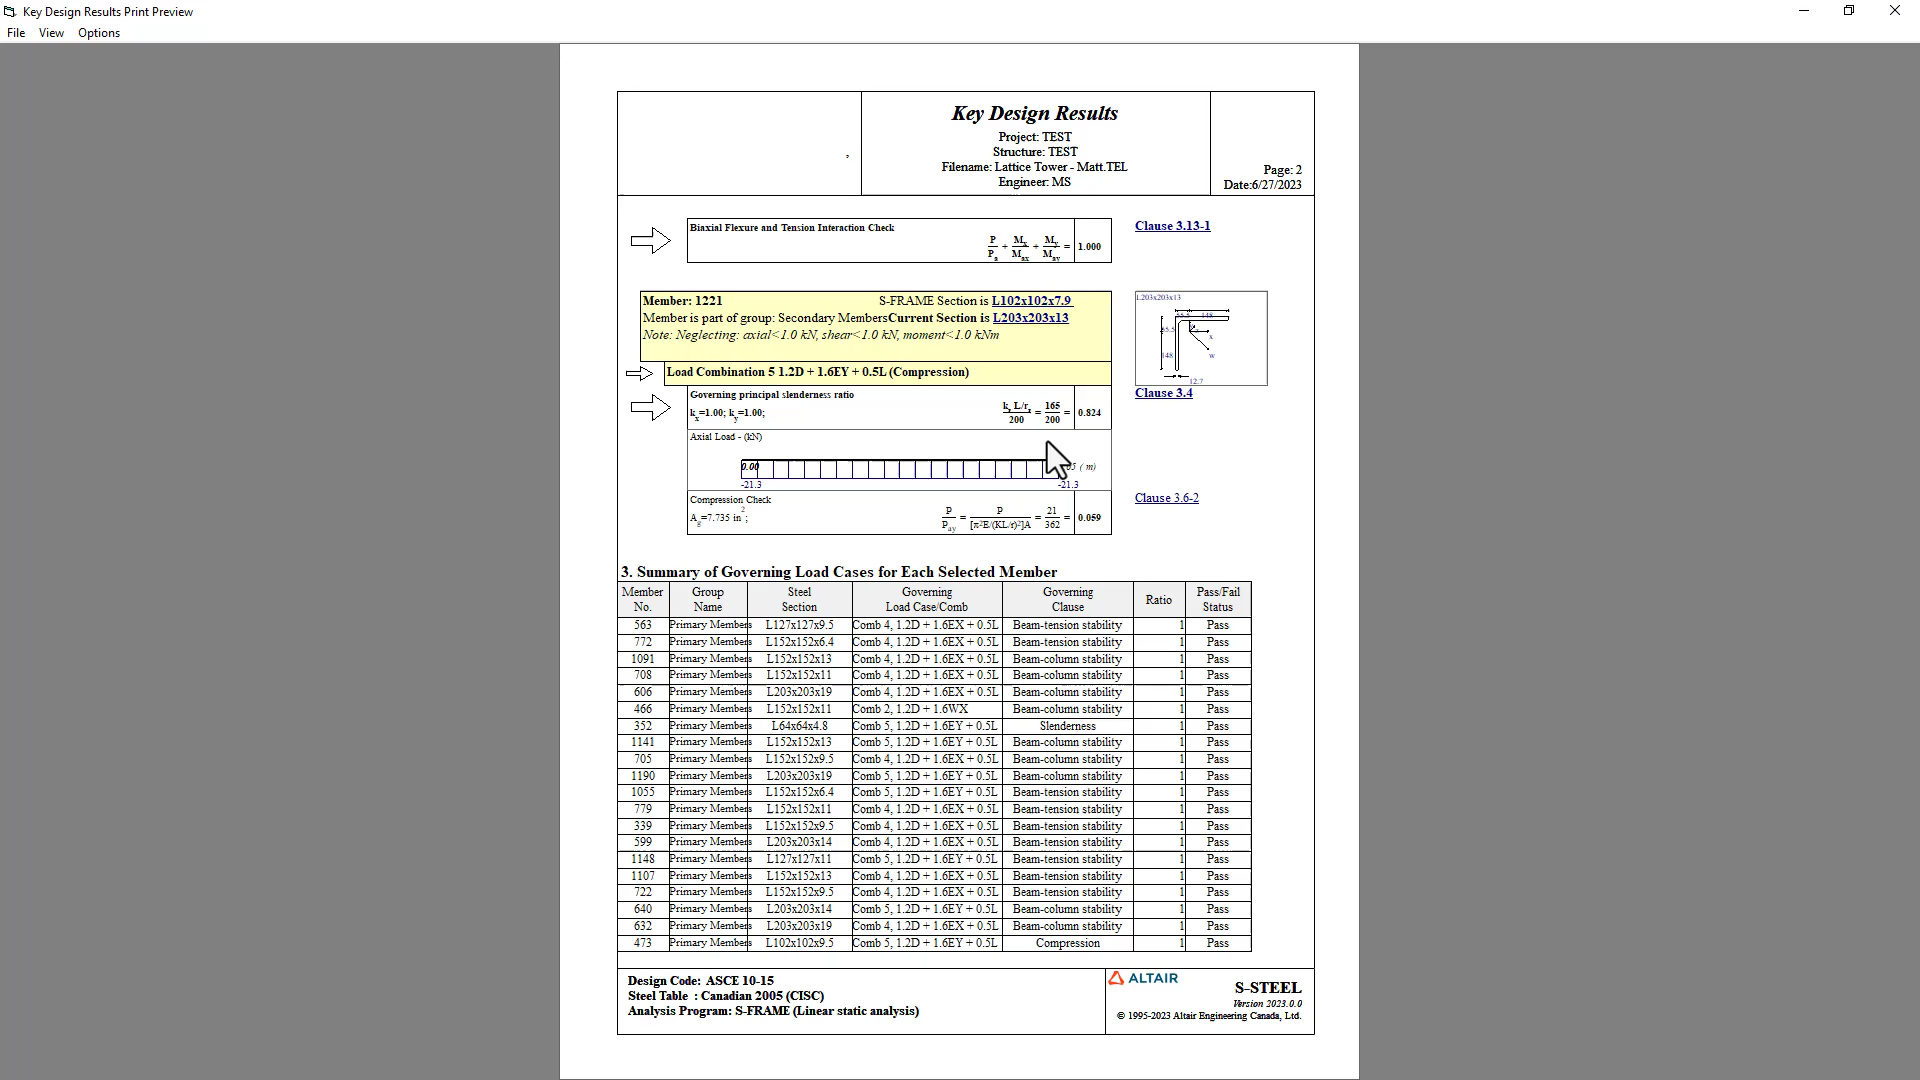 Key Design Results Print Preview
File View Options
Key Design Results
Project: TEST
Structure: TEST
Filename: Lattice Tower - Matt.TEL
Engineer: MS
Page: 2
Date:6/27/2023
Biaxial Flexure and Tension Interaction Check
P/Pa + Mx/Max + My/May = 1.000
Clause 3.13-1
Member: 1221 S-FRAME Section is L102x102x7.9
Member is part of group: Secondary Members Current Section is L203x203x13
Note: Neglecting: axial<1.0 kN, shear<1.0 kN, moment<1.0 kNm
L203x203x13
148
148
x
w
12.7
Load Combination 5 1.2D + 1.6EY + 0.5L (Compression)
Governing principal slenderness ratio
kx=1.00; ky=1.00;
200 = 165/200 = 0.824
Clause 3.4
Axial Load - (kN)
0.00 ( m)
-21.3 -21.3
Compression Check
Ag=7.735 in2;
P/Pay = P/[π²E/(KL/r)²]A = 21/362 = 0.059
Clause 3.6-2
3. Summary of Governing Load Cases for Each Selected Member
Member No. Group Name Steel Section Governing Load Case/Comb Governing Clause Ratio Pass/Fail Status
563 Primary Members L127x127x9.5 Comb 4, 1.2D + 1.6EX + 0.5L Beam-tension stability 1 Pass
772 Primary Members L152x152x6.4 Comb 4, 1.2D + 1.6EX + 0.5L Beam-tension stability 1 Pass
1091 Primary Members L152x152x13 Comb 4, 1.2D + 1.6EX + 0.5L Beam-column stability 1 Pass
708 Primary Members L152x152x11 Comb 4, 1.2D + 1.6EX + 0.5L Beam-column stability 1 Pass
606 Primary Members L203x203x19 Comb 4, 1.2D + 1.6EX + 0.5L Beam-column stability 1 Pass
466 Primary Members L152x152x11 Comb 2, 1.2D + 1.6WX Beam-column stability 1 Pass
352 Primary Members L64x64x4.8 Comb 5, 1.2D + 1.6EY + 0.5L Slenderness 1 Pass
1141 Primary Members L152x152x13 Comb 5, 1.2D + 1.6EY + 0.5L Beam-column stability 1 Pass
705 Primary Members L152x152x9.5 Comb 4, 1.2D + 1.6EX + 0.5L Beam-column stability 1 Pass
1190 Primary Members L203x203x19 Comb 5, 1.2D + 1.6EY + 0.5L Beam-column stability 1 Pass
1055 Primary Members L152x152x6.4 Comb 5, 1.2D + 1.6EY + 0.5L Beam-tension stability 1 Pass
779 Primary Members L152x152x11 Comb 4, 1.2D + 1.6EX + 0.5L Beam-tension stability 1 Pass
339 Primary Members L152x152x9.5 Comb 4, 1.2D + 1.6EX + 0.5L Beam-tension stability 1 Pass
599 Primary Members L203x203x14 Comb 4, 1.2D + 1.6EX + 0.5L Beam-tension stability 1 Pass
1148 Primary Members L127x127x11 Comb 5, 1.2D + 1.6EY + 0.5L Beam-tension stability 1 Pass
1107 Primary Members L152x152x13 Comb 4, 1.2D + 1.6EX + 0.5L Beam-tension stability 1 Pass
722 Primary Members L152x152x9.5 Comb 4, 1.2D + 1.6EX + 0.5L Beam-tension stability 1 Pass
640 Primary Members L203x203x14 Comb 5, 1.2D + 1.6EY + 0.5L Beam-column stability 1 Pass
632 Primary Members L203x203x19 Comb 4, 1.2D + 1.6EX + 0.5L Beam-column stability 1 Pass
473 Primary Members L102x102x9.5 Comb 5, 1.2D + 1.6EY + 0.5L Compression 1 Pass
Design Code: ASCE 10-15
Steel Table : Canadian 2005 (CISC)
Analysis Program: S-FRAME (Linear static analysis)
ALTAIR
S-STEEL
Version 2023.0.0
© 1995-2023 Altair Engineering Canada, Ltd.